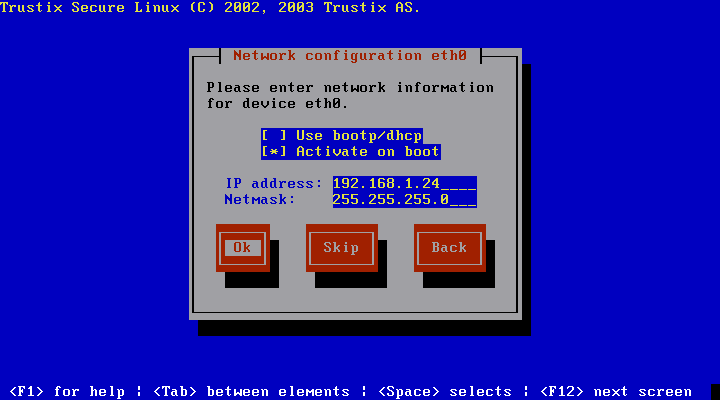 Trustix Secure Linux (C) 2002, 2003 Trustix AS.
Network configuration eth0
Please enter network information
for device eth0.
[ ] Use bootp/dhcp
[*] Activate on boot
IP address: 192.168.1.24____
Netmask: 255.255.255.0___
Ok Skip Back
<F1> for help ¦ <Tab> between elements ¦ <Space> selects ¦ <F12> next screen